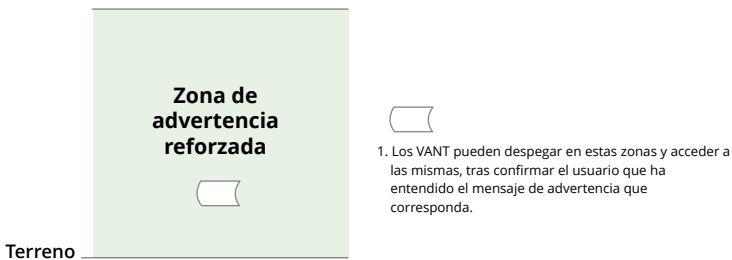 Zona de
advertencia
reforzada
Terreno
1. Los VANT pueden despegar en estas zonas y acceder a
las mismas, tras confirmar el usuario que ha
entendido el mensaje de advertencia que
corresponda.